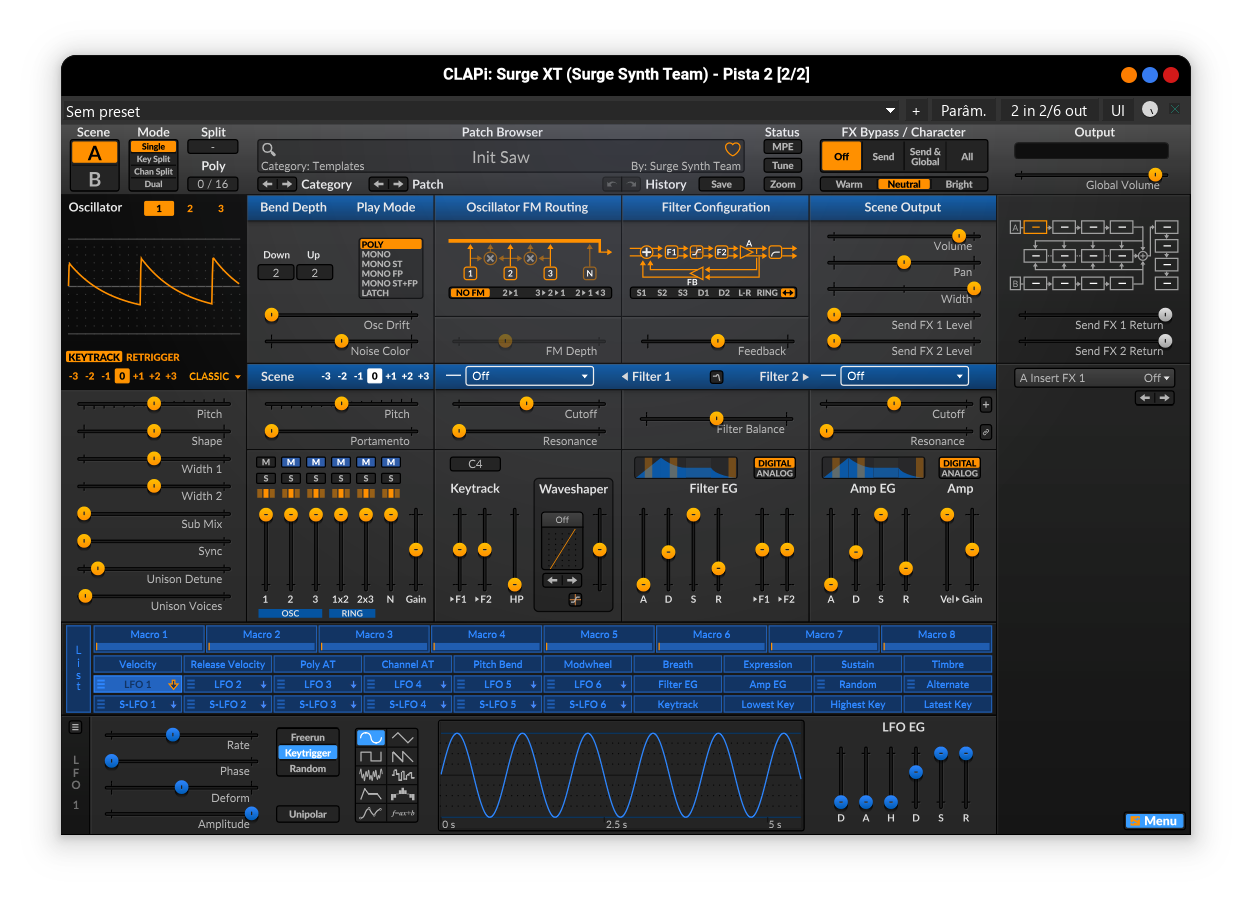 CLAPi: Surge XT (Surge Synth Team) - Pista 2 [2/2]
Sem preset + Parâm. 2 in 2/6 out UI
Scene Mode Split Patch Browser Status FX Bypass / Character Output
A Single - MPE
Key Split Init Saw Off Send Send & Global All
B Chan Split Poly Category: Templates By: Surge Synth Team Tune
Dual 0 / 16 Category Patch History Save Zoom Warm Neutral Bright Global Volume
Oscillator 1 2 3 Bend Depth Play Mode Oscillator FM Routing Filter Configuration Scene Output
Down Up
2 2
POLY
MONO
MONO ST
MONO FP
MONO ST+FP
LATCH
1 2 3 N
NO FM 2▸1 3▸2▸1 2▸1◂3
F1 F2 A
FB
S1 S2 S3 D1 D2 L-R RING
Volume
Pan
Width
A
B
Osc Drift Send FX 1 Level Send FX 1 Return
Noise Color FM Depth Feedback Send FX 2 Level Send FX 2 Return
KEYTRACK RETRIGGER
-3 -2 -1 0 +1 +2 +3 CLASSIC
Scene -3 -2 -1 0 +1 +2 +3 Off Filter 1 Filter 2 Off A Insert FX 1 Off
Pitch Pitch Cutoff Filter Balance Cutoff +
Shape Portamento Resonance Resonance
Width 1
Width 2
Sub Mix
Sync
Unison Detune
Unison Voices
M M M M M M
S S S S S S
1 2 3 1x2 2x3 N Gain
OSC RING
C4
Keytrack Waveshaper
Off
▸F1 ▸F2 HP
DIGITAL
ANALOG
Filter EG
A D S R ▸F1 ▸F2
DIGITAL
ANALOG
Amp EG Amp
A D S R Vel▸Gain
List
Macro 1 Macro 2 Macro 3 Macro 4 Macro 5 Macro 6 Macro 7 Macro 8
Velocity Release Velocity Poly AT Channel AT Pitch Bend Modwheel Breath Expression Sustain Timbre
LFO 1 LFO 2 LFO 3 LFO 4 LFO 5 LFO 6 Filter EG Amp EG Random Alternate
S-LFO 1 S-LFO 2 S-LFO 3 S-LFO 4 S-LFO 5 S-LFO 6 Keytrack Lowest Key Highest Key Latest Key
LFO 1
Rate
Phase
Deform
Amplitude
Freerun
Keytrigger
Random
Unipolar
f=ax+b
0 s 2.5 s 5 s
LFO EG
D A H D S R
S Menu